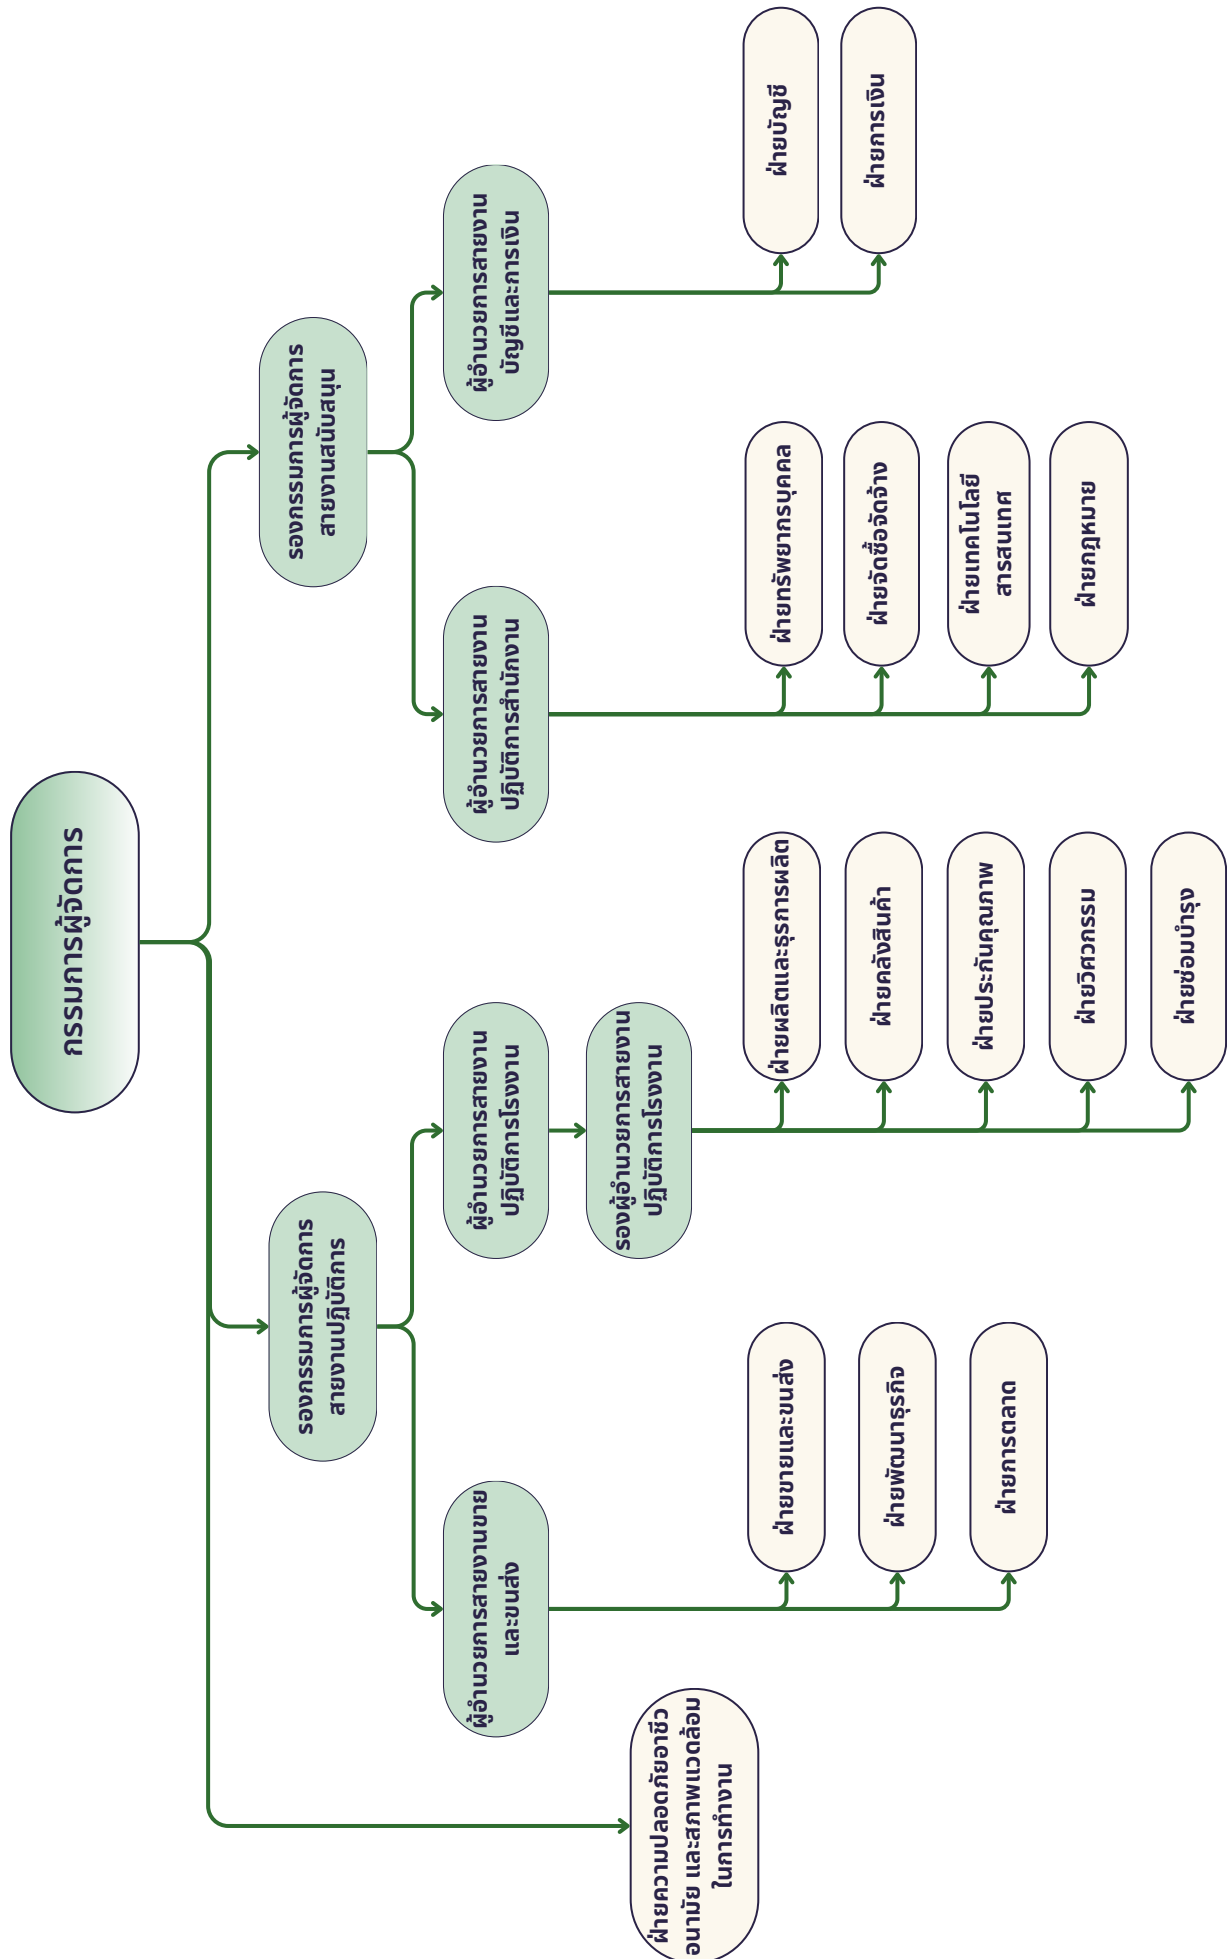 กรรมการผู้จัดการ
รองกรรมการผู้จัดการ
สายงานปฏิบัติการ
รองกรรมการผู้จัดการ
สายงานสนับสนุน
ผู้อำนวยการสายงานขาย
และขนส่ง
ผู้อำนวยการสายงาน
ปฏิบัติการโรงงาน
ผู้อำนวยการสายงาน
ปฏิบัติการสำนักงาน
ผู้อำนวยการสายงาน
บัญชีและการเงิน
รองผู้อำนวยการสายงาน
ปฏิบัติการโรงงาน
ฝ่ายความปลอดภัยอาชีว
อนามัย และสภาพแวดล้อม
ในการทำงาน
ฝ่ายขายและขนส่ง
ฝ่ายพัฒนาธุรกิจ
ฝ่ายการตลาด
ฝ่ายผลิตและธุรการผลิต
ฝ่ายคลังสินค้า
ฝ่ายประกันคุณภาพ
ฝ่ายวิศวกรรม
ฝ่ายซ่อมบำรุง
ฝ่ายทรัพยากรบุคคล
ฝ่ายจัดซื้อจัดจ้าง
ฝ่ายเทคโนโลยี
สารสนเทศ
ฝ่ายกฎหมาย
ฝ่ายบัญชี
ฝ่ายการเงิน